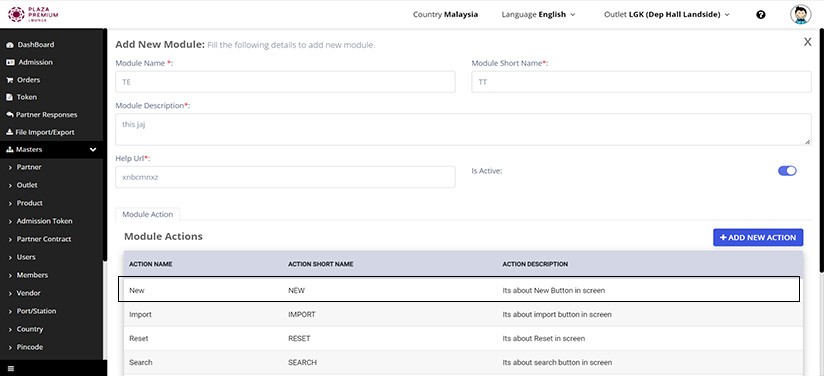 PLAZA PREMIUM LOUNGE
Country Malaysia Language English Outlet LGK (Dep Hall Landside) ?
DashBoard
Admission
Orders
Token
Partner Responses
File Import/Export
Masters
Partner
Outlet
Product
Admission Token
Partner Contract
Users
Members
Vendor
Port/Station
Country
Pincode
Add New Module: Fill the following details to add new module. X
Module Name *: Module Short Name*:
TE TT
Module Description*:
this jaj
Help Url*: Is Active:
xnbcmnxz
Module Action
Module Actions + ADD NEW ACTION
ACTION NAME ACTION SHORT NAME ACTION DESCRIPTION
New NEW Its about New Button in screen
Import IMPORT Its about import button in screen
Reset RESET Its about Reset in screen
Search SEARCH Its about search button in screen